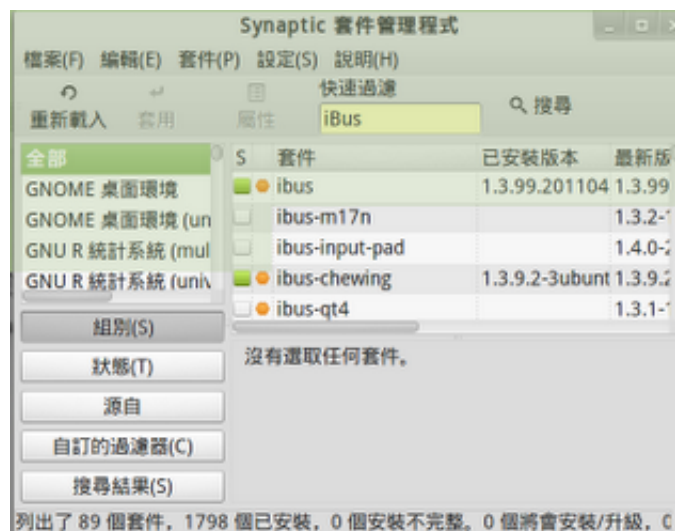 Synaptic 套件管理程式
檔案(F) 編輯(E) 套件(P) 設定(S) 說明(H)
重新載入 套用 屬性 快速過濾 iBus 搜尋
全部
GNOME 桌面環境
GNOME 桌面環境 (un
GNU R 統計系統 (mul
GNU R 統計系統 (univ
組別(S)
狀態(T)
源自
自訂的過濾器(C)
搜尋結果(S)
S 套件 已安裝版本 最新版
ibus 1.3.99.201104 1.3.99
ibus-m17n 1.3.2-
ibus-input-pad 1.4.0-
ibus-chewing 1.3.9.2-3ubunt 1.3.9.2
ibus-qt4 1.3.1-
沒有選取任何套件。
列出了 89 個套件，1798 個已安裝，0 個安裝不完整。0 個將會安裝/升級，0